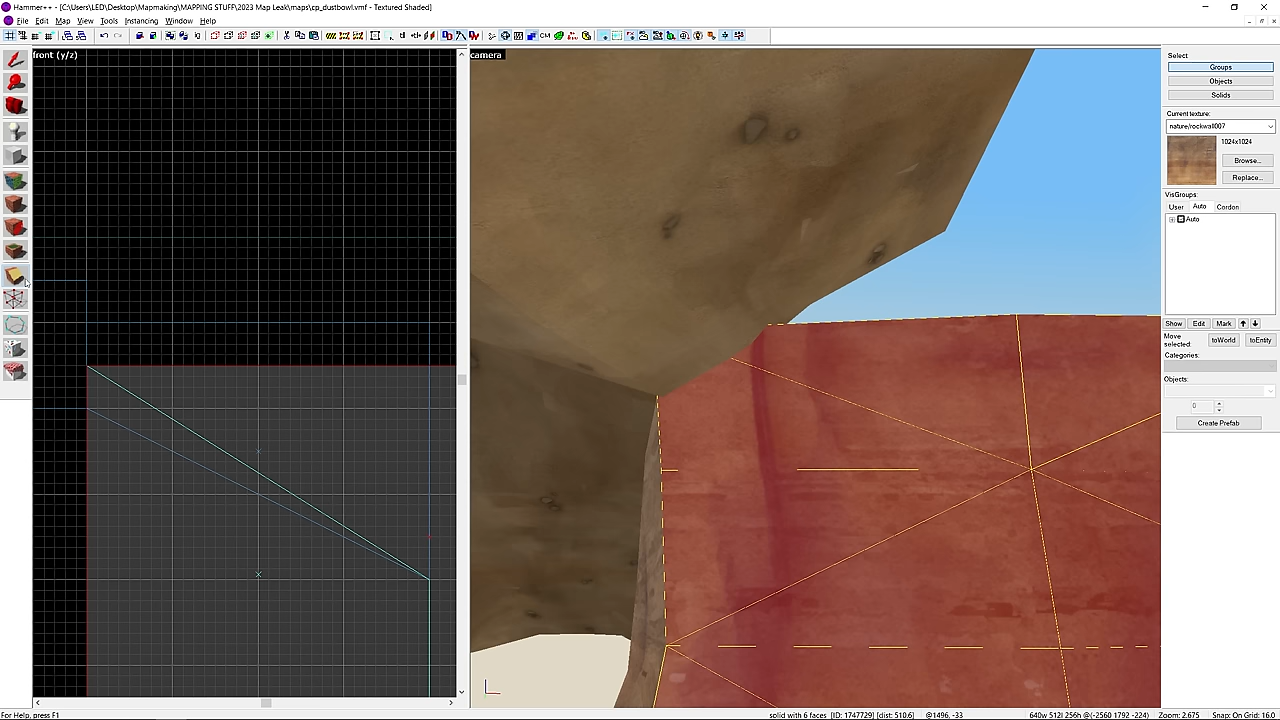 Hammer++ - [C:\Users\LED\Desktop\Mapmaking\MAPPING STUFF\2023 Map Leak\maps\cp_dustbowl.vmf - Textured Shaded]
File Edit Map View Tools Instancing Window Help
front (y/z)
camera
Select
Groups
Objects
Solids
Current texture:
nature/rockwall007
1024x1024
Browse...
Replace...
VisGroups:
User Auto Cordon
Auto
Show Edit Mark
Move selected:
toWorld toEntity
Categories:
Objects:
0
Create Prefab
For Help, press F1
solid with 6 faces [ID: 1747729] [dist: 510.6]
@1496, -33
640w 512l 256h @(-2560 1792 -224)
Zoom: 2.675
Snap: On Grid: 16.0